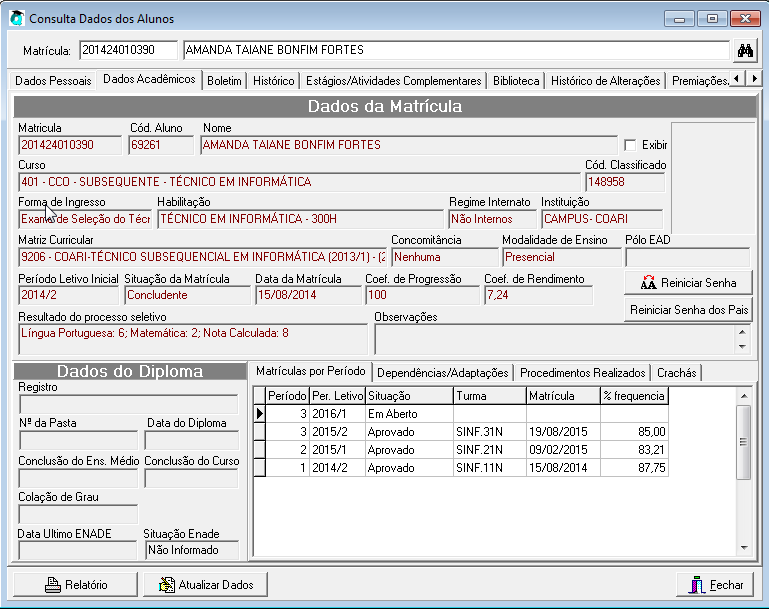 Consulta Dados dos Alunos
Matrícula: 201424010390 AMANDA TAIANE BONFIM FORTES
Dados Pessoais Dados Acadêmicos Boletim Histórico Estágios/Atividades Complementares Biblioteca Histórico de Alterações Premiações
Dados da Matrícula
Matricula Cód. Aluno Nome
201424010390 69261 AMANDA TAIANE BONFIM FORTES Exibir
Curso Cód. Classificado
401 - CCO - SUBSEQUENTE - TÉCNICO EM INFORMÁTICA 148958
Forma de Ingresso Habilitação Regime Internato Instituição
Exame de Seleção do Técr TÉCNICO EM INFORMÁTICA - 300H Não Internos CAMPUS- COARI
Matriz Curricular Concomitância Modalidade de Ensino Pólo EAD
9206 - COARI-TÉCNICO SUBSEQUENCIAL EM INFORMÁTICA (2013/1) - (2 Nenhuma Presencial
Período Letivo Inicial Situação da Matrícula Data da Matrícula Coef. de Progressão Coef. de Rendimento
2014/2 Concludente 15/08/2014 100 7,24
Reiniciar Senha
Reiniciar Senha dos Pais
Resultado do processo seletivo Observações
Língua Portuguesa: 6; Matemática: 2; Nota Calculada: 8
Dados do Diploma
Registro
Nº da Pasta Data do Diploma
Conclusão do Ens. Médio Conclusão do Curso
Colação de Grau
Data Ultimo ENADE Situação Enade
Não Informado
Matrículas por Período Dependências/Adaptações Procedimentos Realizados Crachás
Período Per. Letivo Situação Turma Matrícula % frequencia
3 2016/1 Em Aberto
3 2015/2 Aprovado SINF.31N 19/08/2015 85,00
2 2015/1 Aprovado SINF.21N 09/02/2015 83,21
1 2014/2 Aprovado SINF.11N 15/08/2014 87,75
Relatório Atualizar Dados Fechar